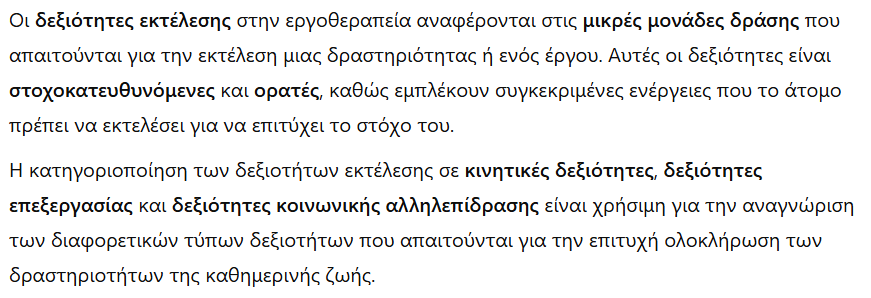 Οι δεξιότητες εκτέλεσης στην εργοθεραπεία αναφέρονται στις μικρές μονάδες δράσης που
απαιτούνται για την εκτέλεση μιας δραστηριότητας ή ενός έργου. Αυτές οι δεξιότητες είναι
στοχοκατευθυνόμενες και ορατές, καθώς εμπλέκουν συγκεκριμένες ενέργειες που το άτομο
πρέπει να εκτελέσει για να επιτύχει το στόχο του.
Η κατηγοριοποίηση των δεξιοτήτων εκτέλεσης σε κινητικές δεξιότητες, δεξιότητες
επεξεργασίας και δεξιότητες κοινωνικής αλληλεπίδρασης είναι χρήσιμη για την αναγνώριση
των διαφορετικών τύπων δεξιοτήτων που απαιτούνται για την επιτυχή ολοκλήρωση των
δραστηριοτήτων της καθημερινής ζωής.